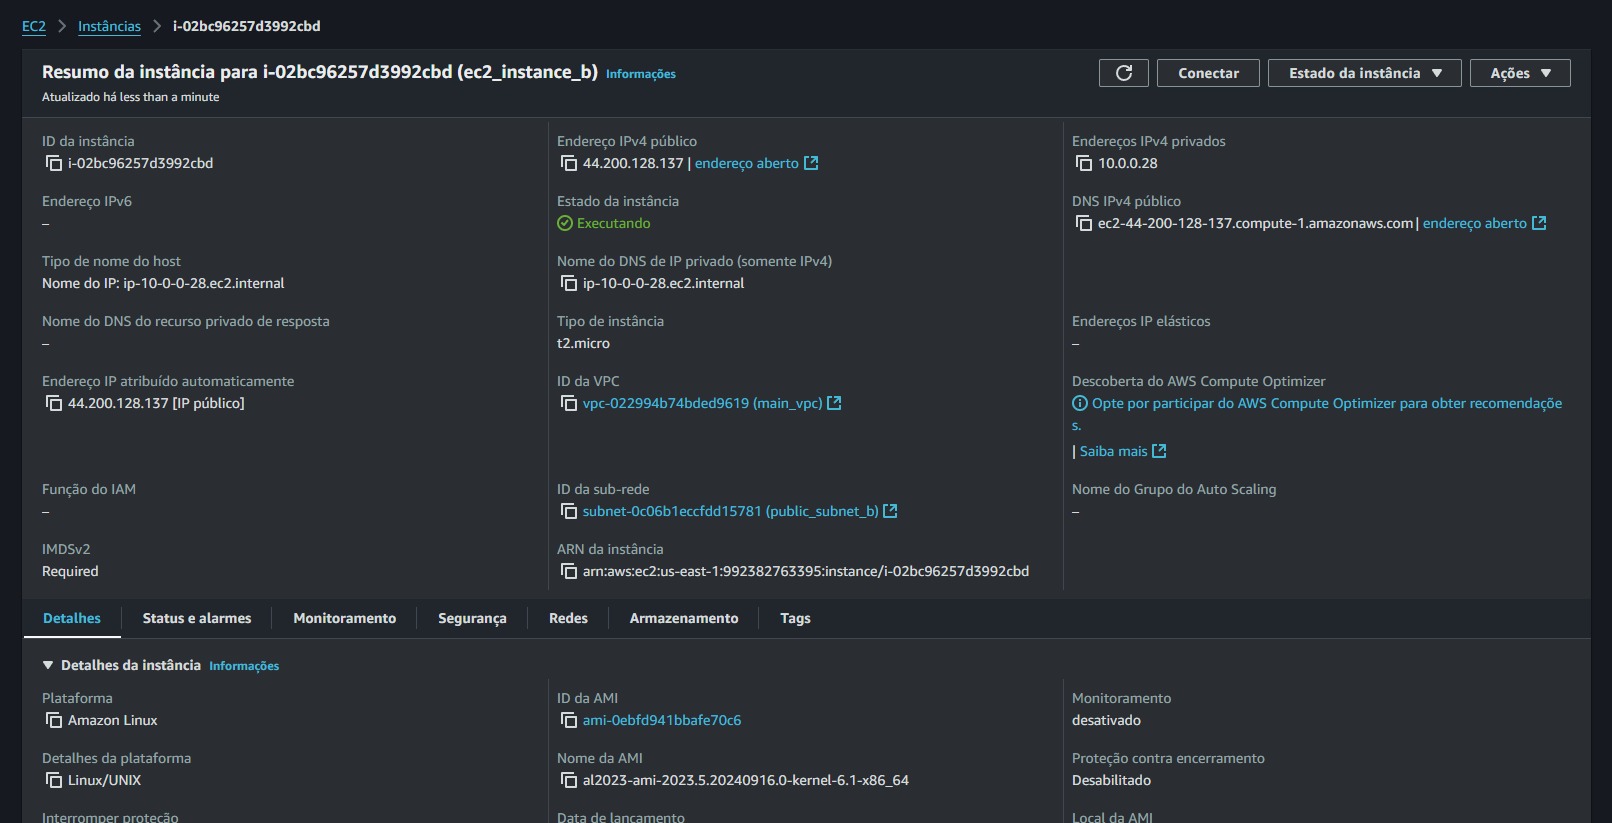 EC2 > Instâncias > i-02bc96257d3992cbd
Resumo da instância para i-02bc96257d3992cbd (ec2_instance_b) Informações
Atualizado há less than a minute
Conectar
Estado da instância
Ações
ID da instância
i-02bc96257d3992cbd
Endereço IPv4 público
44.200.128.137 | endereço aberto
Endereços IPv4 privados
10.0.0.28
Endereço IPv6
–
Estado da instância
Executando
DNS IPv4 público
ec2-44-200-128-137.compute-1.amazonaws.com | endereço aberto
Tipo de nome do host
Nome do IP: ip-10-0-0-28.ec2.internal
Nome do DNS de IP privado (somente IPv4)
ip-10-0-0-28.ec2.internal
Nome do DNS do recurso privado de resposta
–
Tipo de instância
t2.micro
Endereços IP elásticos
–
Endereço IP atribuído automaticamente
44.200.128.137 [IP público]
ID da VPC
vpc-022994b74bded9619 (main_vpc)
Descoberta do AWS Compute Optimizer
Opte por participar do AWS Compute Optimizer para obter recomendaçõe
s.
| Saiba mais
Função do IAM
–
ID da sub-rede
subnet-0c06b1eccfdd15781 (public_subnet_b)
Nome do Grupo do Auto Scaling
–
IMDSv2
Required
ARN da instância
arn:aws:ec2:us-east-1:992382763395:instance/i-02bc96257d3992cbd
Detalhes
Status e alarmes
Monitoramento
Segurança
Redes
Armazenamento
Tags
Detalhes da instância Informações
Plataforma
Amazon Linux
ID da AMI
ami-0ebfd941bbafe70c6
Monitoramento
desativado
Detalhes da plataforma
Linux/UNIX
Nome da AMI
al2023-ami-2023.5.20240916.0-kernel-6.1-x86_64
Proteção contra encerramento
Desabilitado
Interromper proteção
Data de lançamento
Local da AMI